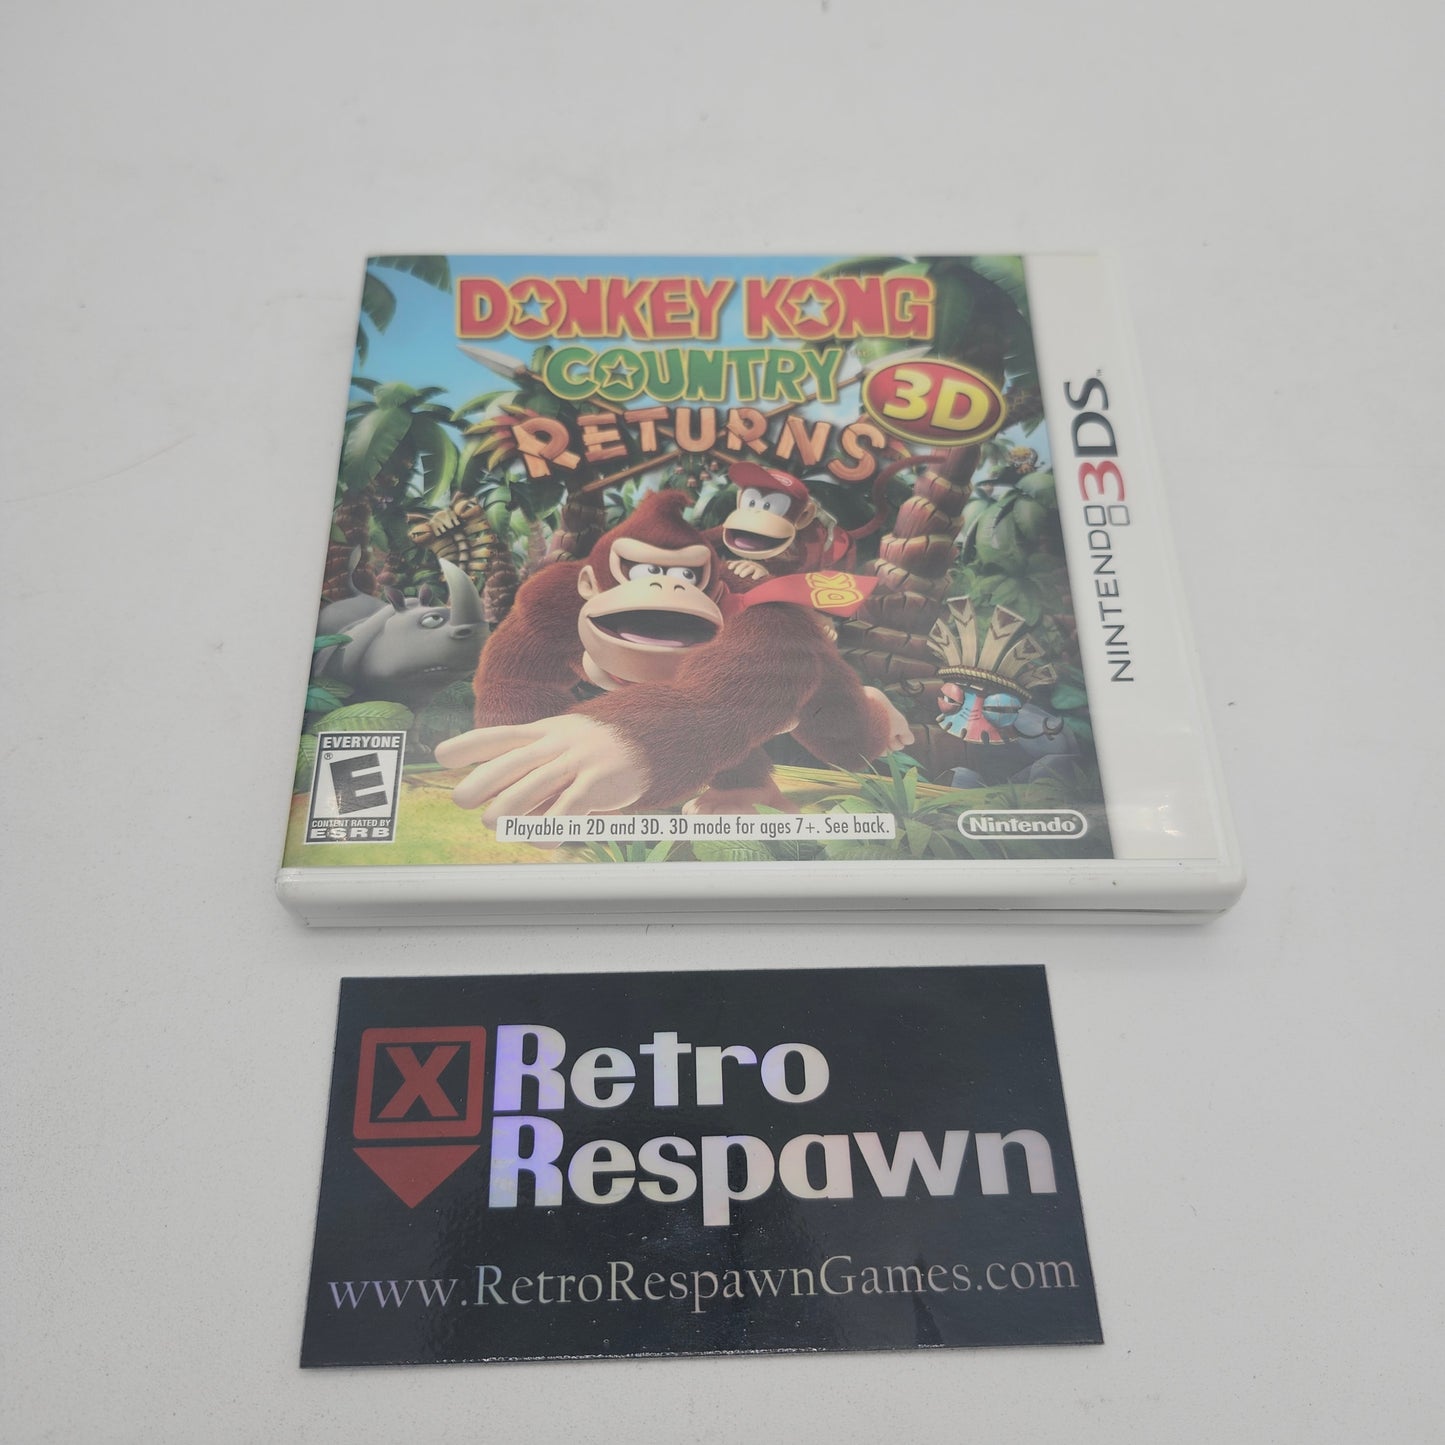 DONKEY KONG
COUNTRY
RETURNS
3D
NINTENDO 3DS™
DK
EVERYONE
E
®
CONTENT RATED BY
ESRB
Playable in 2D and 3D. 3D mode for ages 7+. See back.
Nintendo
X
Retro
Respawn
www.RetroRespawnGames.com